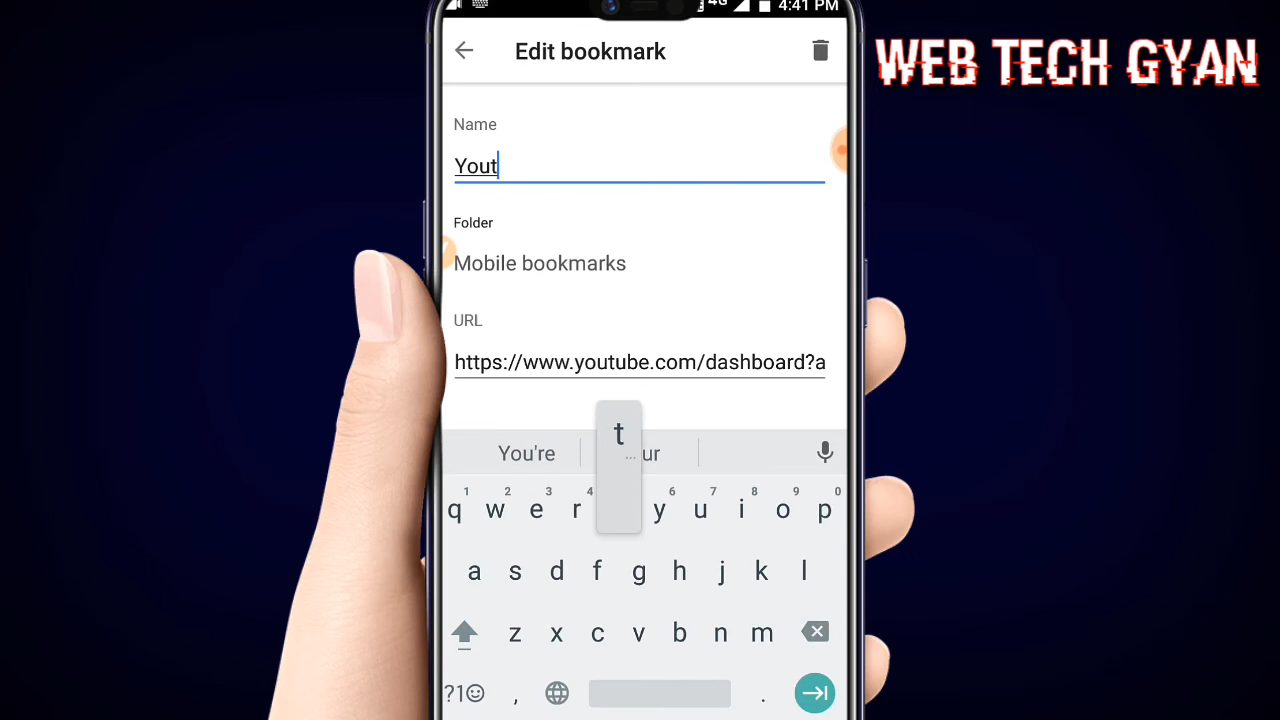 4G 4:41 PM
Edit bookmark
WEB TECH GYAN
Name
Yout
Folder
Mobile bookmarks
URL
https://www.youtube.com/dashboard?a
t
You're ... ur
1 2 3 4 6 7 8 9 0
q w e r y u i o p
a s d f g h j k l
z x c v b n m
?1☺ , .